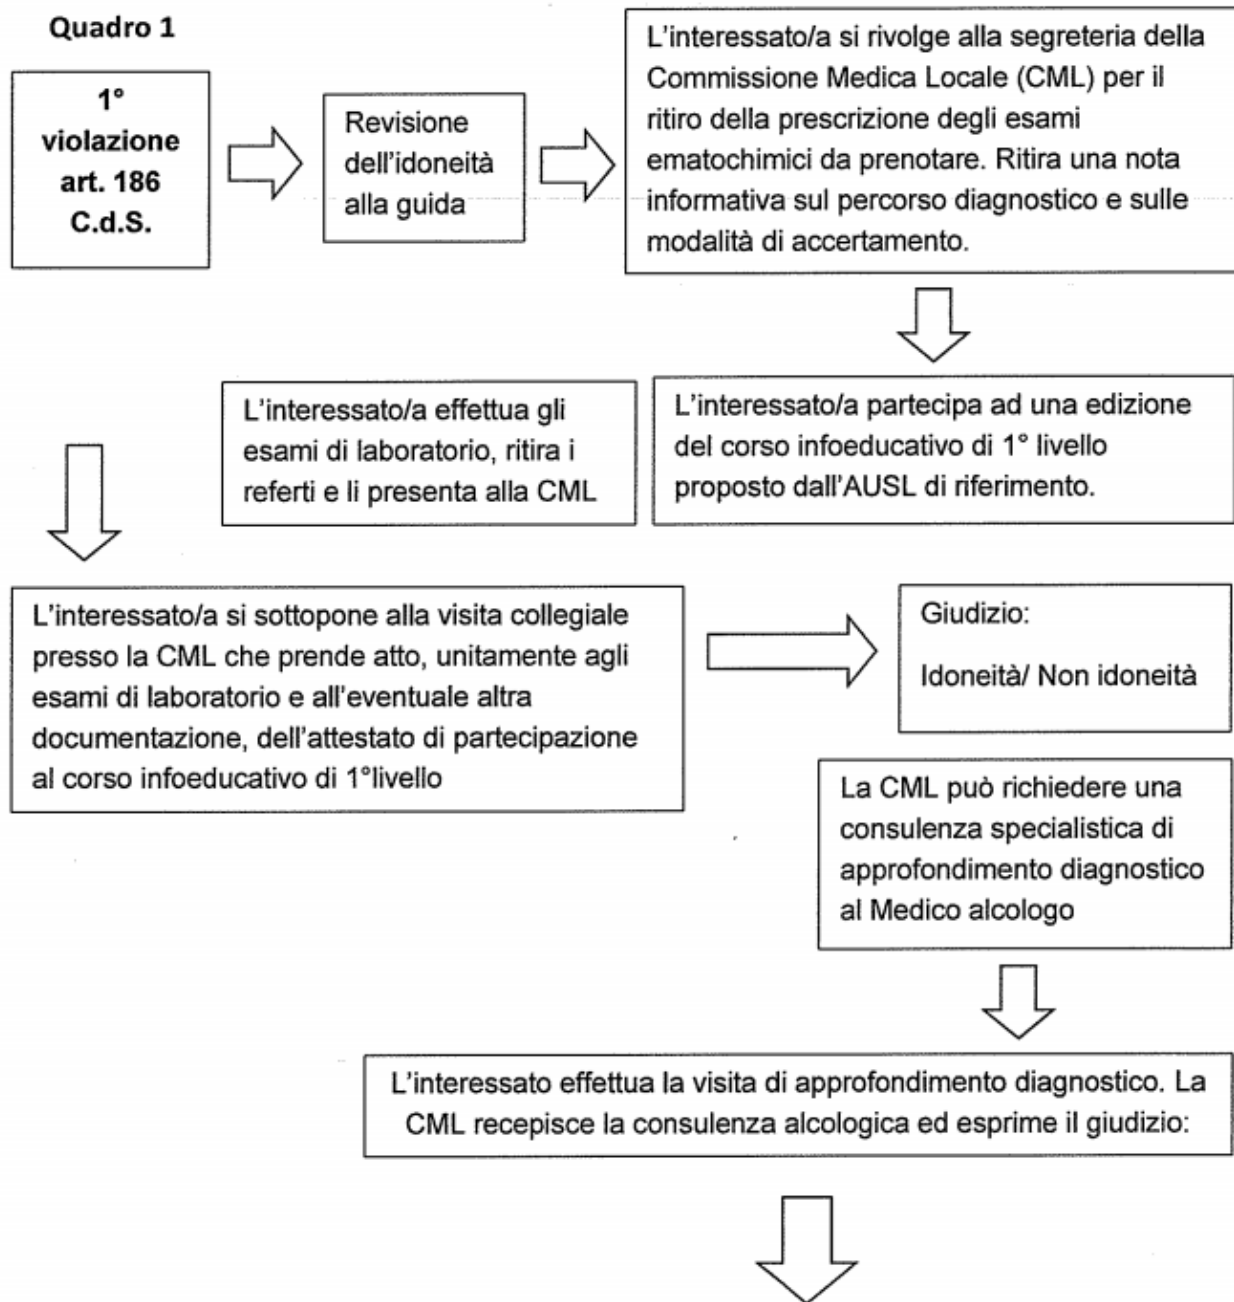 Quadro 1
1°
violazione
art. 186
C.d.S.
Revisione
dell'idoneità
alla guida
L'interessato/a si rivolge alla segreteria della
Commissione Medica Locale (CML) per il
ritiro della prescrizione degli esami
ematochimici da prenotare. Ritira una nota
informativa sul percorso diagnostico e sulle
modalità di accertamento.
L'interessato/a partecipa ad una edizione
del corso infoeducativo di 1° livello
proposto dall'AUSL di riferimento.
L'interessato/a effettua gli
esami di laboratorio, ritira i
referti e li presenta alla CML
L'interessato/a si sottopone alla visita collegiale
presso la CML che prende atto, unitamente agli
esami di laboratorio e all'eventuale altra
documentazione, dell'attestato di partecipazione
al corso infoeducativo di 1°livello
Giudizio:
Idoneità/ Non idoneità
La CML può richiedere una
consulenza specialistica di
approfondimento diagnostico
al Medico alcologo
L'interessato effettua la visita di approfondimento diagnostico. La
CML recepisce la consulenza alcologica ed esprime il giudizio: